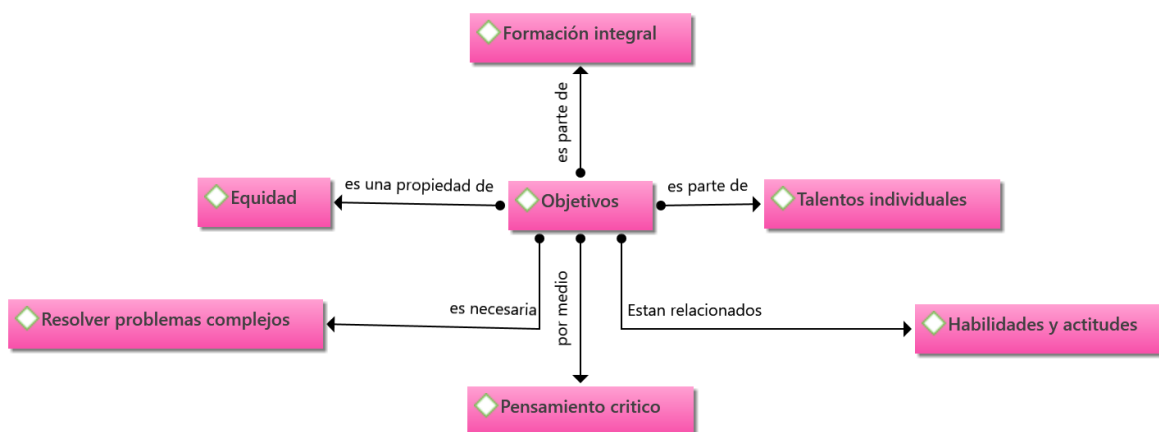 Formación integral
es parte de
Equidad
es una propiedad de
Objetivos
es parte de
Talentos individuales
Resolver problemas complejos
es necesaria
por medio
Estan relacionados
Habilidades y actitudes
Pensamiento critico